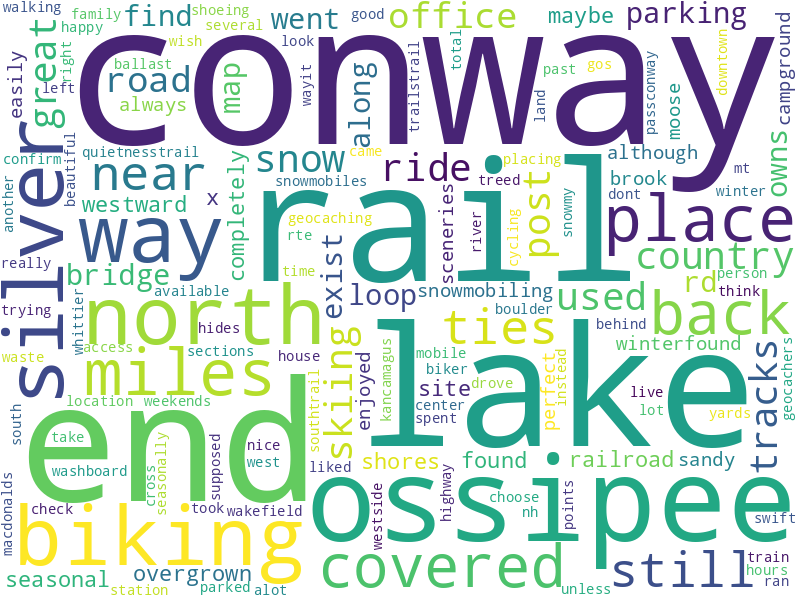 walking family shoeing several wish good maybe parking
happy find went office
conway
great right left ballast road always map along look wayit trailstrail total past gos land passconway moose downtown campground
easily silver confirm another beautiful quietnesstrail near snow ride although owns
completely snowmobiles placing treed brook dont mt winter
westward x way rail post place
geocaching rte sceneries river cycling snowmy country
really bridge available time exist loop snowmobiling used rd person think
trying north hides boulder ties behind back
whittier access sections house mobile biker winterfound
waste miles skiing enjoyed site drove perfect instead live tracks geocachers
location weekends southtrail kancamagus center spent lake lot yards
south end take nice liked shores found railroad sandy
washboard cross seasonally supposed west choose
macdonalds check took wakefield westside highway nh points ossipee swift
biking covered still train
seasonal overgrown hours
station parked alot unless ran